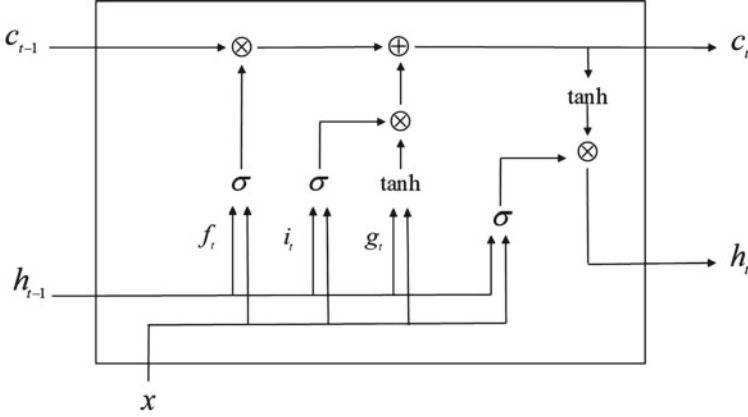 c_{t-1} ⊗ ⊕ c_t
tanh
⊗ ⊗
σ σ tanh
σ
f_t i_t g_t
h_t
h_{t-1}
x